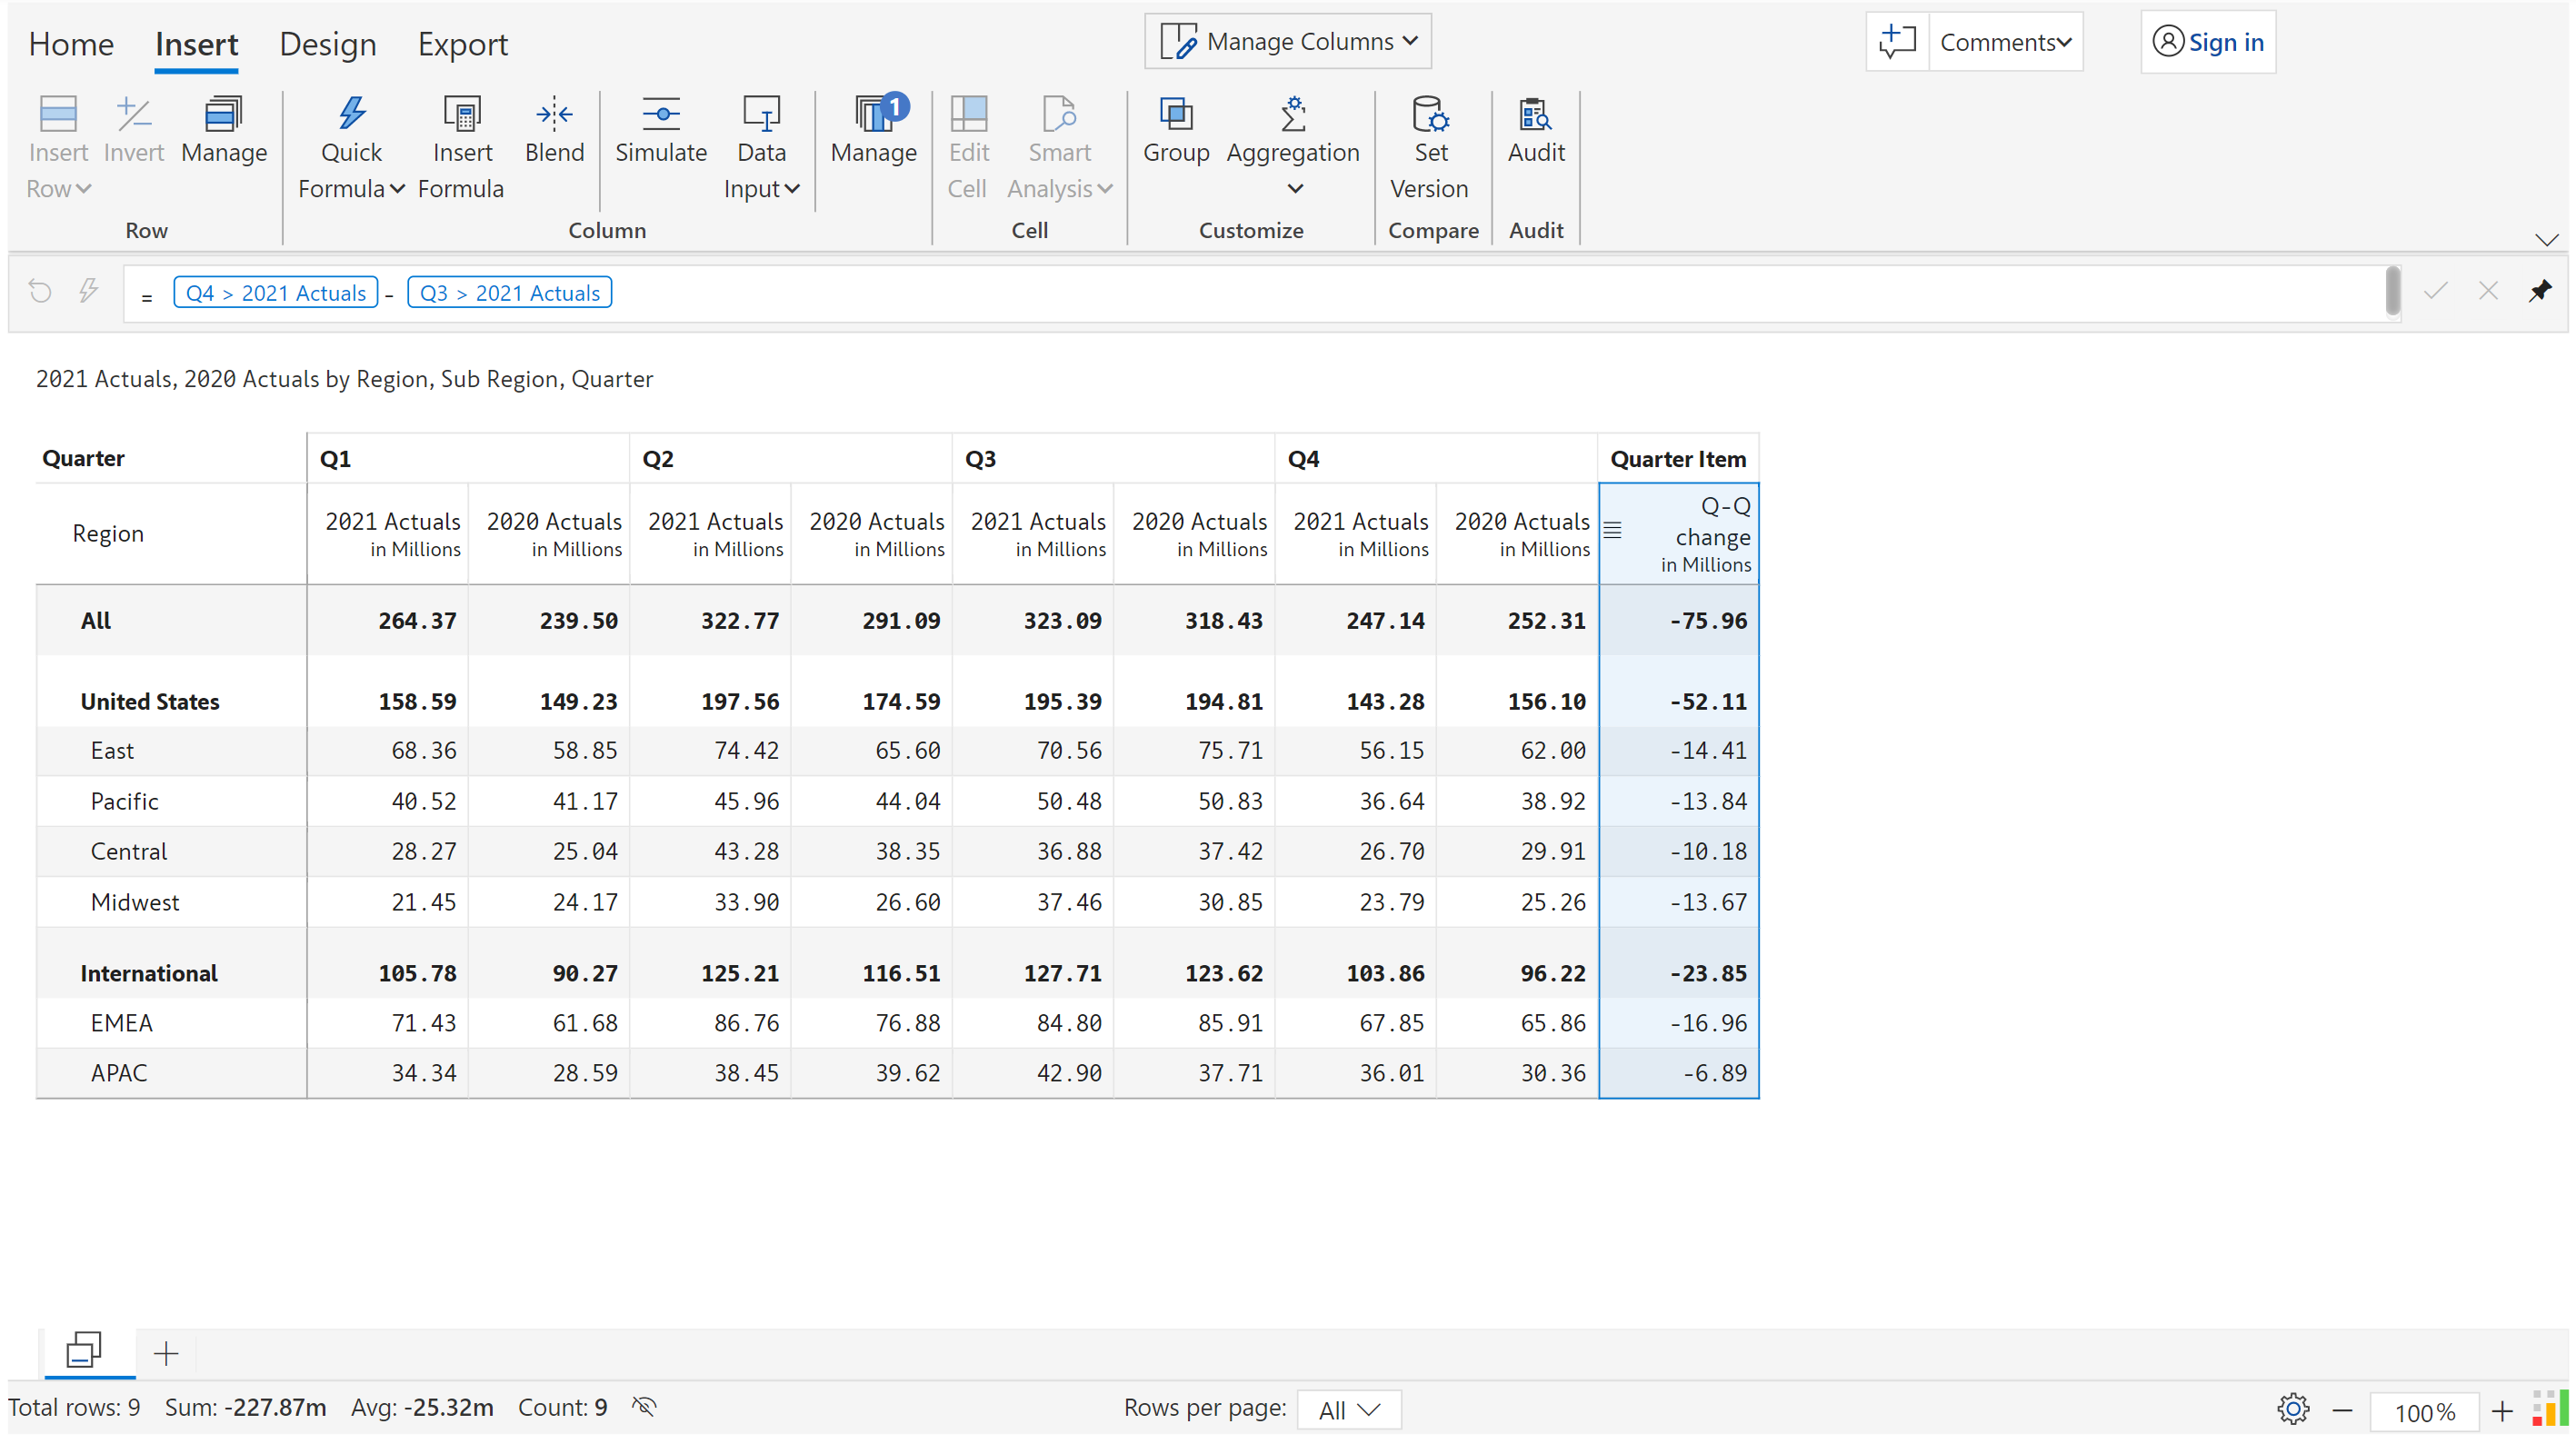 Home Insert Design Export Manage Columns Comments Sign in
Insert Row Invert Manage Quick Formula Insert Formula Blend Simulate Data Input Manage 1 Edit Cell Smart Analysis Group Aggregation Set Version Audit
Row Column Cell Customize Compare Audit
= Q4 > 2021 Actuals - Q3 > 2021 Actuals
2021 Actuals, 2020 Actuals by Region, Sub Region, Quarter
Quarter Q1 Q2 Q3 Q4 Quarter Item
Region 2021 Actuals in Millions 2020 Actuals in Millions 2021 Actuals in Millions 2020 Actuals in Millions 2021 Actuals in Millions 2020 Actuals in Millions 2021 Actuals in Millions 2020 Actuals in Millions Q-Q change in Millions
All 264.37 239.50 322.77 291.09 323.09 318.43 247.14 252.31 -75.96
United States 158.59 149.23 197.56 174.59 195.39 194.81 143.28 156.10 -52.11
East 68.36 58.85 74.42 65.60 70.56 75.71 56.15 62.00 -14.41
Pacific 40.52 41.17 45.96 44.04 50.48 50.83 36.64 38.92 -13.84
Central 28.27 25.04 43.28 38.35 36.88 37.42 26.70 29.91 -10.18
Midwest 21.45 24.17 33.90 26.60 37.46 30.85 23.79 25.26 -13.67
International 105.78 90.27 125.21 116.51 127.71 123.62 103.86 96.22 -23.85
EMEA 71.43 61.68 86.76 76.88 84.80 85.91 67.85 65.86 -16.96
APAC 34.34 28.59 38.45 39.62 42.90 37.71 36.01 30.36 -6.89
Total rows: 9 Sum: -227.87m Avg: -25.32m Count: 9 Rows per page: All 100%